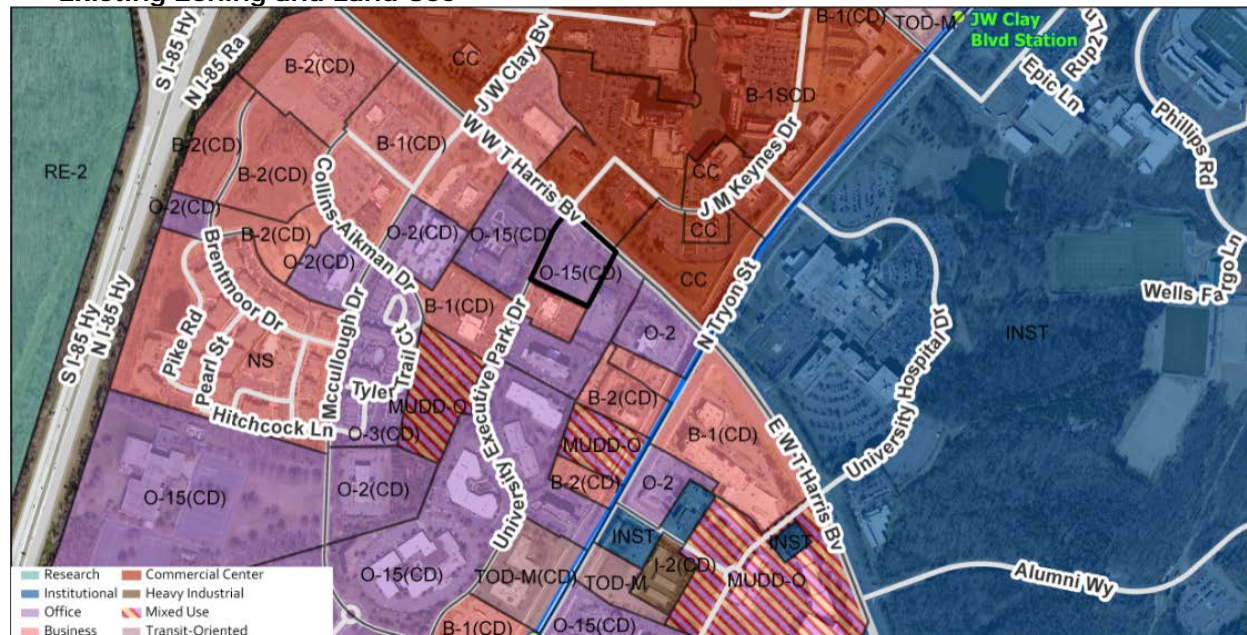 Existing Zoning and Land Use
S I-85 Hy
N I-85 Ra
B-2(CD)
CC
J W Clay Bv
B-1(CD)
TOD-M
JW Clay
Blvd Station
Epic Ln
Phillips Rd
B-1SCD
W W T Harris Bv
B-1(CD)
RE-2
B-2(CD)
B-2(CD)
Collins-Aikman Dr
CC
J M Keynes Dr
O-2(CD)
B-2(CD)
O-2(CD)
O-15(CD)
CC
Brentmoor Dr
O-2(CD)
O-15(CD)
CC
Wells Fargo Ln
B-1(CD)
N Tryon St
University Hospital Dr
INST
S I-85 Hy
N I-85 Hy
Pike Rd
Pearl St
NS
Mccullough Dr
Tyler Trail Ct
University Executive Park Dr
O-2
B-2(CD)
MUDD-O
Hitchcock Ln
O-3(CD)
MUDD-O
B-1(CD)
E W T Harris Bv
O-15(CD)
O-2(CD)
B-2(CD)
O-2
INST
INST
O-15(CD)
TOD-M(CD)
TOD-M
I-2(CD)
MUDD-O
Alumni Wy
B-1(CD)
O-15(CD)
Research
Commercial Center
Institutional
Heavy Industrial
Office
Mixed Use
Business
Transit-Oriented